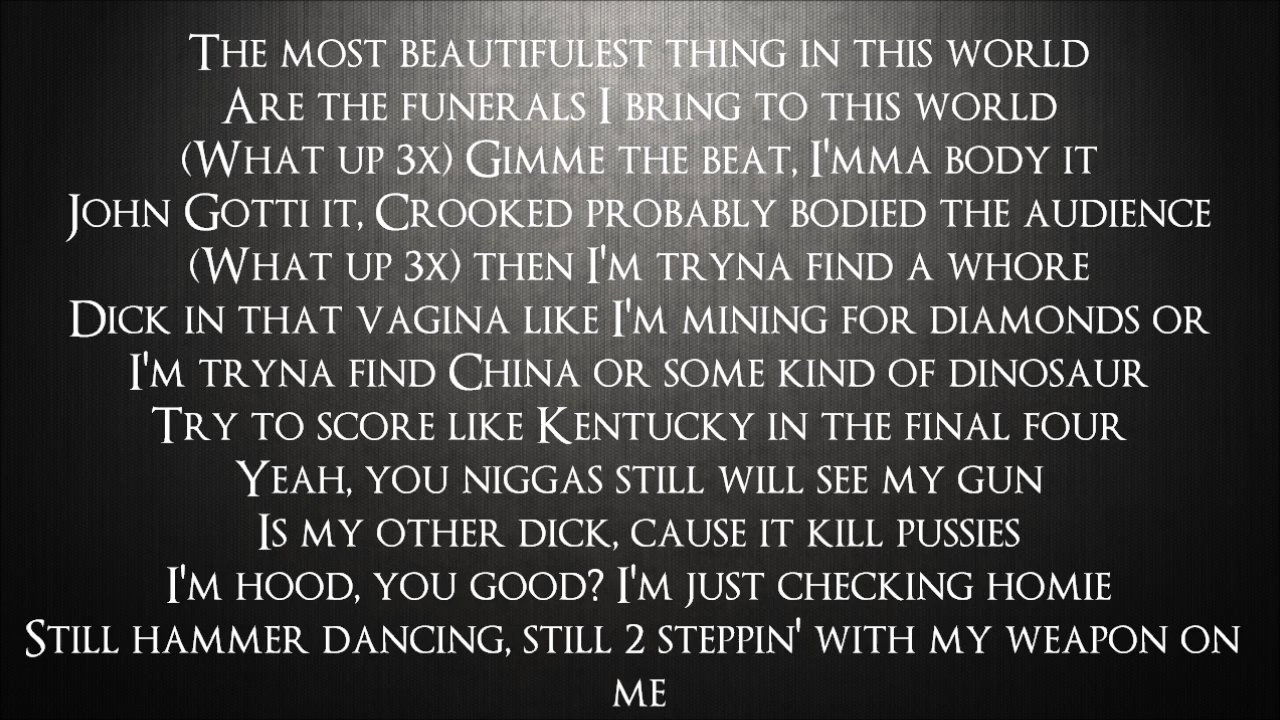 The most beautifulest thing in this world
Are the funerals I bring to this world
(What up 3x) Gimme the beat, I'mma body it
John Gotti it, Crooked probably bodied the audience
(What up 3x) then I'm tryna find a whore
Dick in that vagina like I'm mining for diamonds or
I'm tryna find China or some kind of dinosaur
Try to score like Kentucky in the final four
Yeah, you niggas still will see my gun
Is my other dick, cause it kill pussies
I'm hood, you good? I'm just checking homie
Still hammer dancing, still 2 steppin' with my weapon on
me